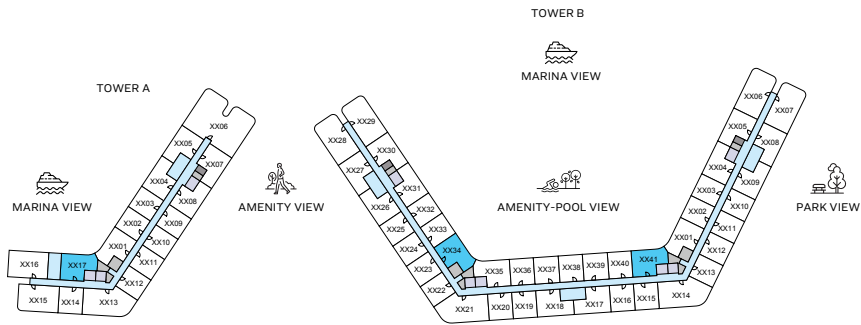 TOWER B
MARINA VIEW
TOWER A
MARINA VIEW
AMENITY VIEW
AMENITY-POOL VIEW
PARK VIEW
XX06
XX05
XX07
XX04
XX08
XX03
XX09
XX02
XX10
XX01
XX11
XX16
XX17
XX12
XX15
XX14
XX13
XX29
XX28
XX30
XX27
XX31
XX26
XX32
XX25
XX33
XX24
XX34
XX23
XX22
XX21
XX35
XX36
XX37
XX38
XX39
XX40
XX41
XX20
XX19
XX18
XX17
XX16
XX15
XX14
XX06
XX07
XX05
XX08
XX04
XX09
XX03
XX10
XX02
XX11
XX01
XX12
XX13